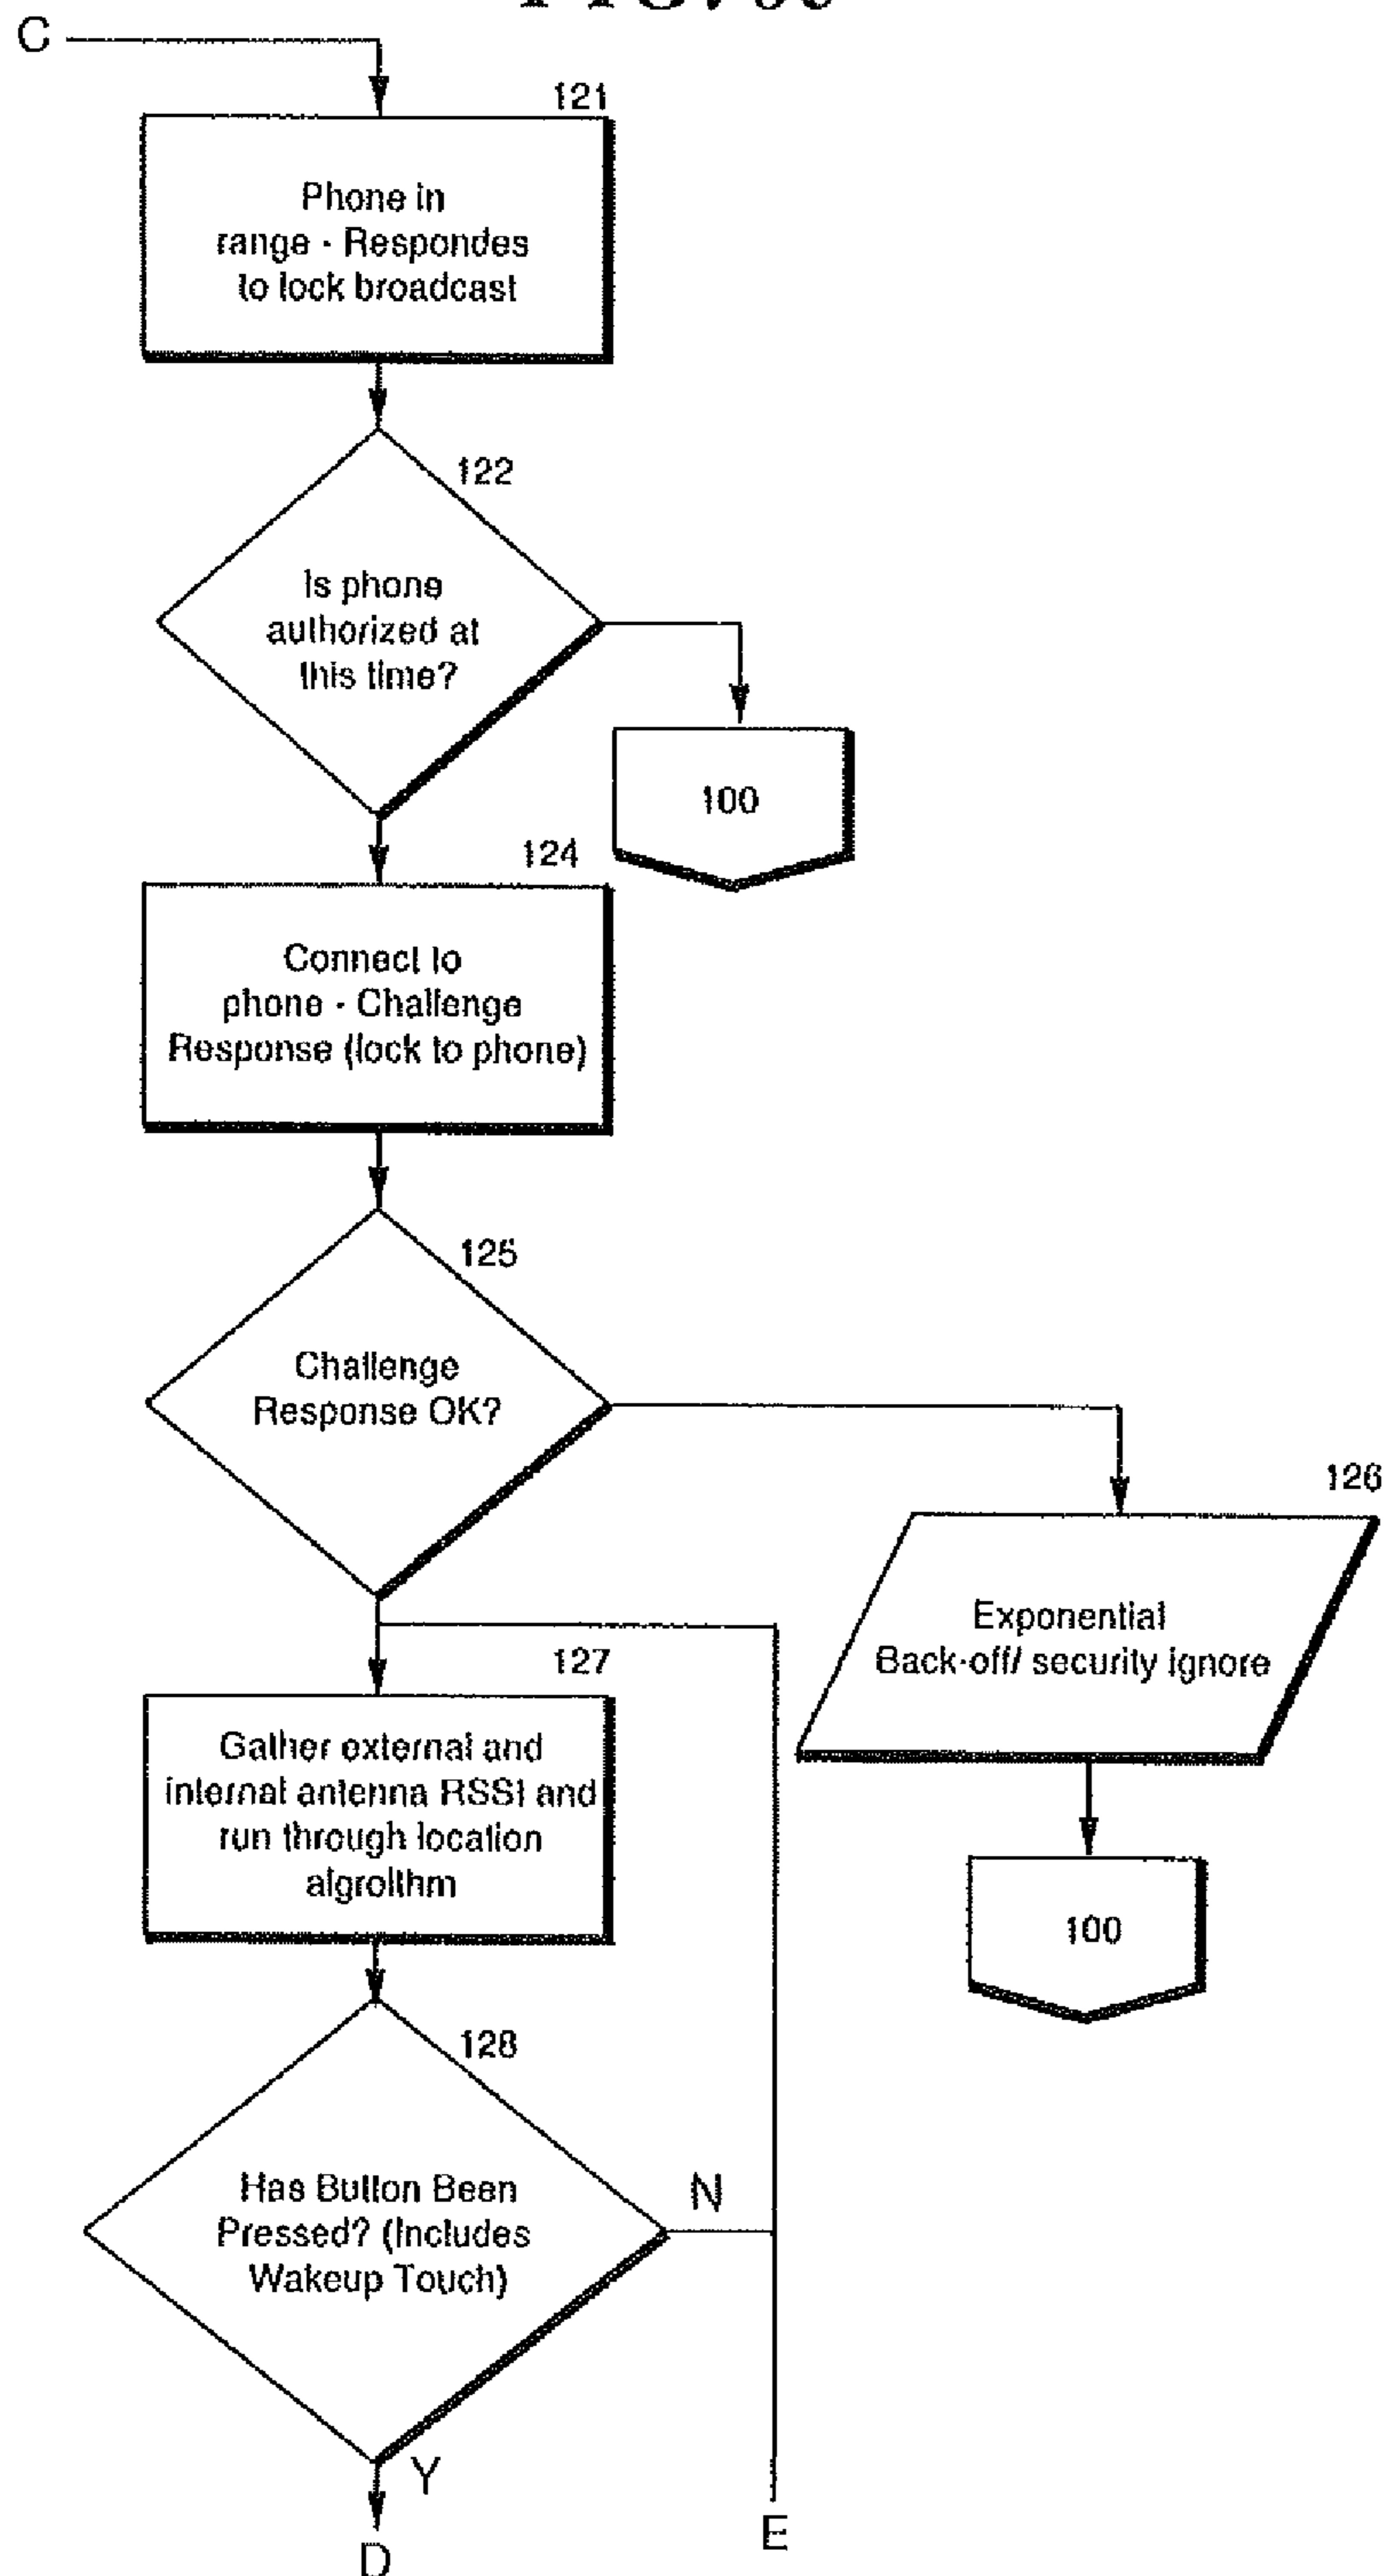 C
121
Phone in
range - Respondes
to lock broadcast
122
Is phone
authorized at
this time?
100
124
Connect to
phone - Challenge
Response (lock to phone)
125
Challenge
Response OK?
126
Exponential
Back-off/ security ignore
100
127
Gather external and
internal antenna RSSI and
run through location
algroithm
128
Has Button Been
Pressed? (Includes
Wakeup Touch)
N
Y
D
E